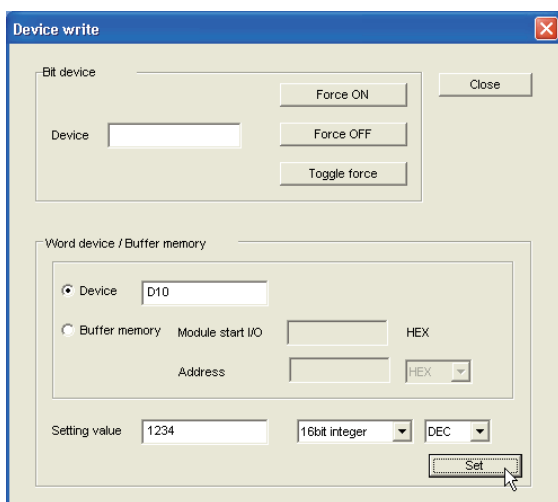 Device write
Bit device
Force ON
Close
Device
Force OFF
Toggle force
Word device / Buffer memory
Device D10
Buffer memory Module start I/O HEX
Address HEX
Setting value 1234 16bit integer DEC
Set